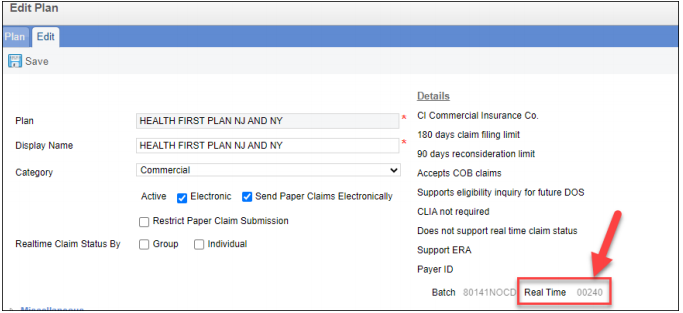 Edit Plan
Plan Edit
Save
Details
Plan HEALTH FIRST PLAN NJ AND NY *
CI Commercial Insurance Co.
180 days claim filing limit
Display Name HEALTH FIRST PLAN NJ AND NY *
90 days reconsideration limit
Category Commercial
Accepts COB claims
Active Electronic Send Paper Claims Electronically
Supports eligibility inquiry for future DOS
Restrict Paper Claim Submission
CLIA not required
Does not support real time claim status
Realtime Claim Status By Group Individual
Support ERA
Payer ID
Batch 80141NOCD Real Time 00240
Miscellaneous